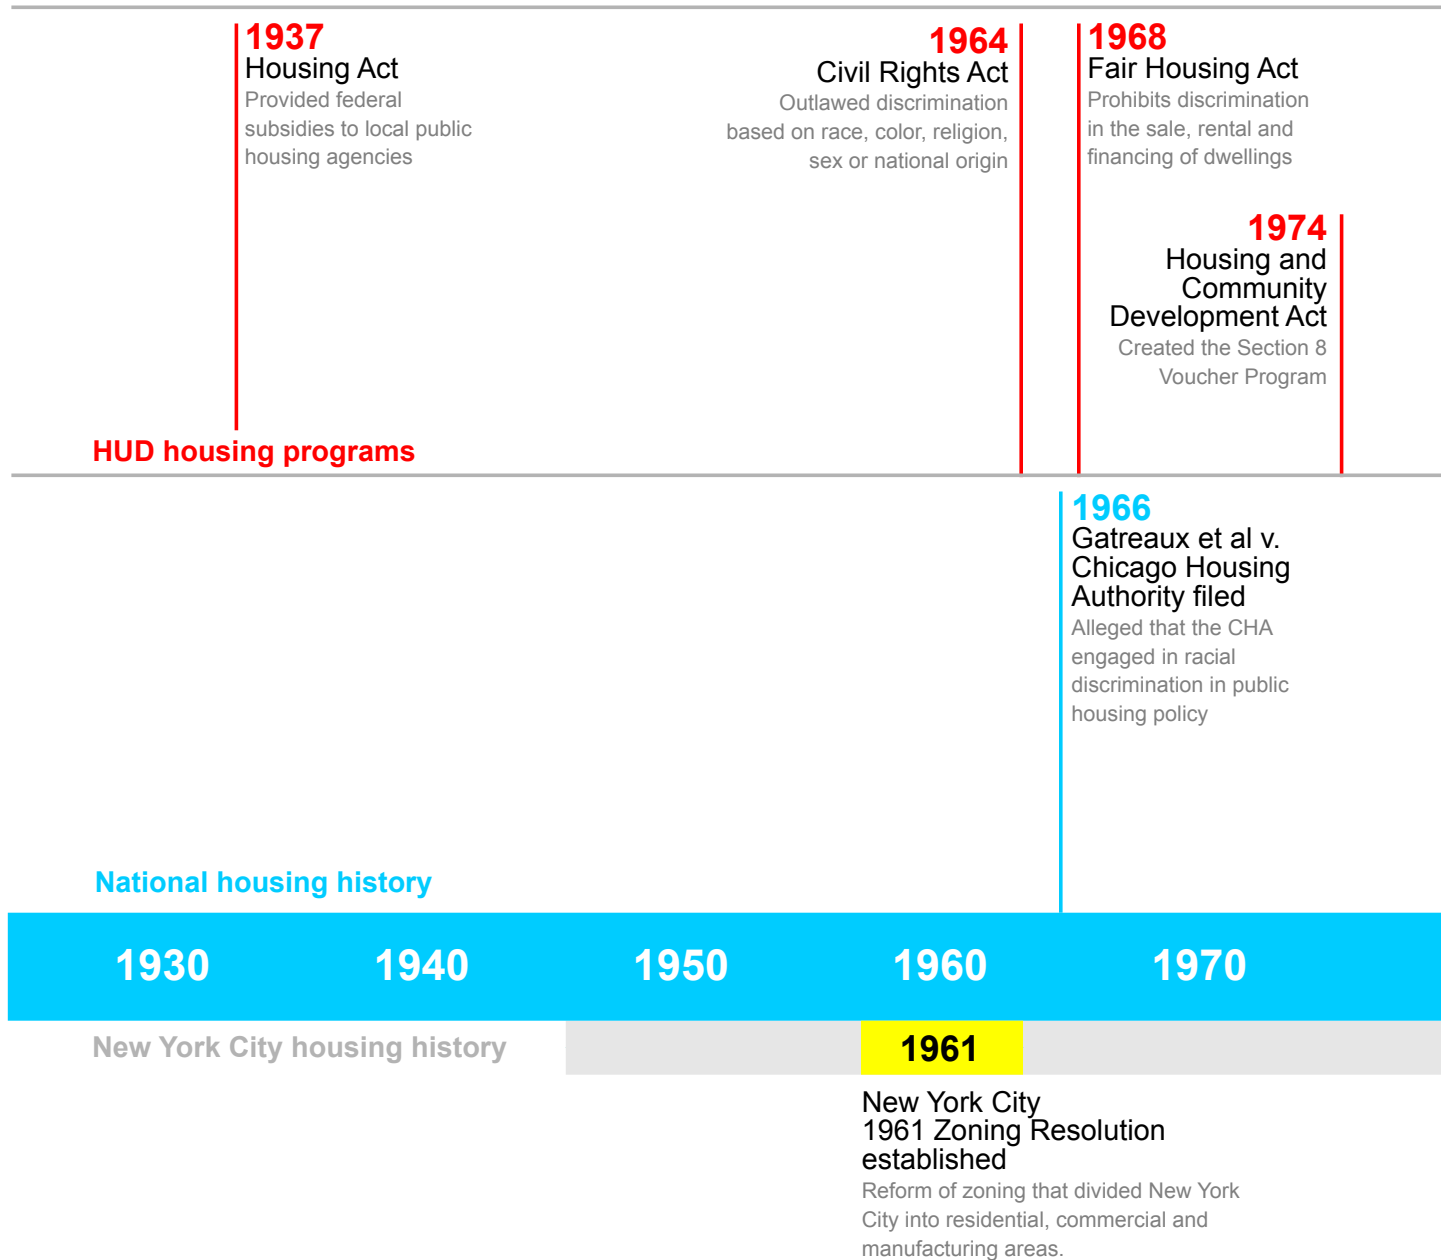 1937
Housing Act
Provided federal
subsidies to local public
housing agencies
1964
Civil Rights Act
Outlawed discrimination
based on race, color, religion,
sex or national origin
1968
Fair Housing Act
Prohibits discrimination
in the sale, rental and
financing of dwellings
1974
Housing and
Community
Development Act
Created the Section 8
Voucher Program
HUD housing programs
1966
Gatreaux et al v.
Chicago Housing
Authority filed
Alleged that the CHA
engaged in racial
discrimination in public
housing policy
National housing history
1930 1940 1950 1960 1970
New York City housing history
1961
New York City
1961 Zoning Resolution
established
Reform of zoning that divided New York
City into residential, commercial and
manufacturing areas.